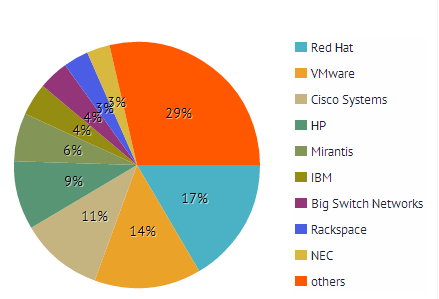 Red Hat
VMware
Cisco Systems
HP
Mirantis
IBM
Big Switch Networks
Rackspace
NEC
others
3%
3%
4%
4%
6%
9%
11%
14%
17%
29%